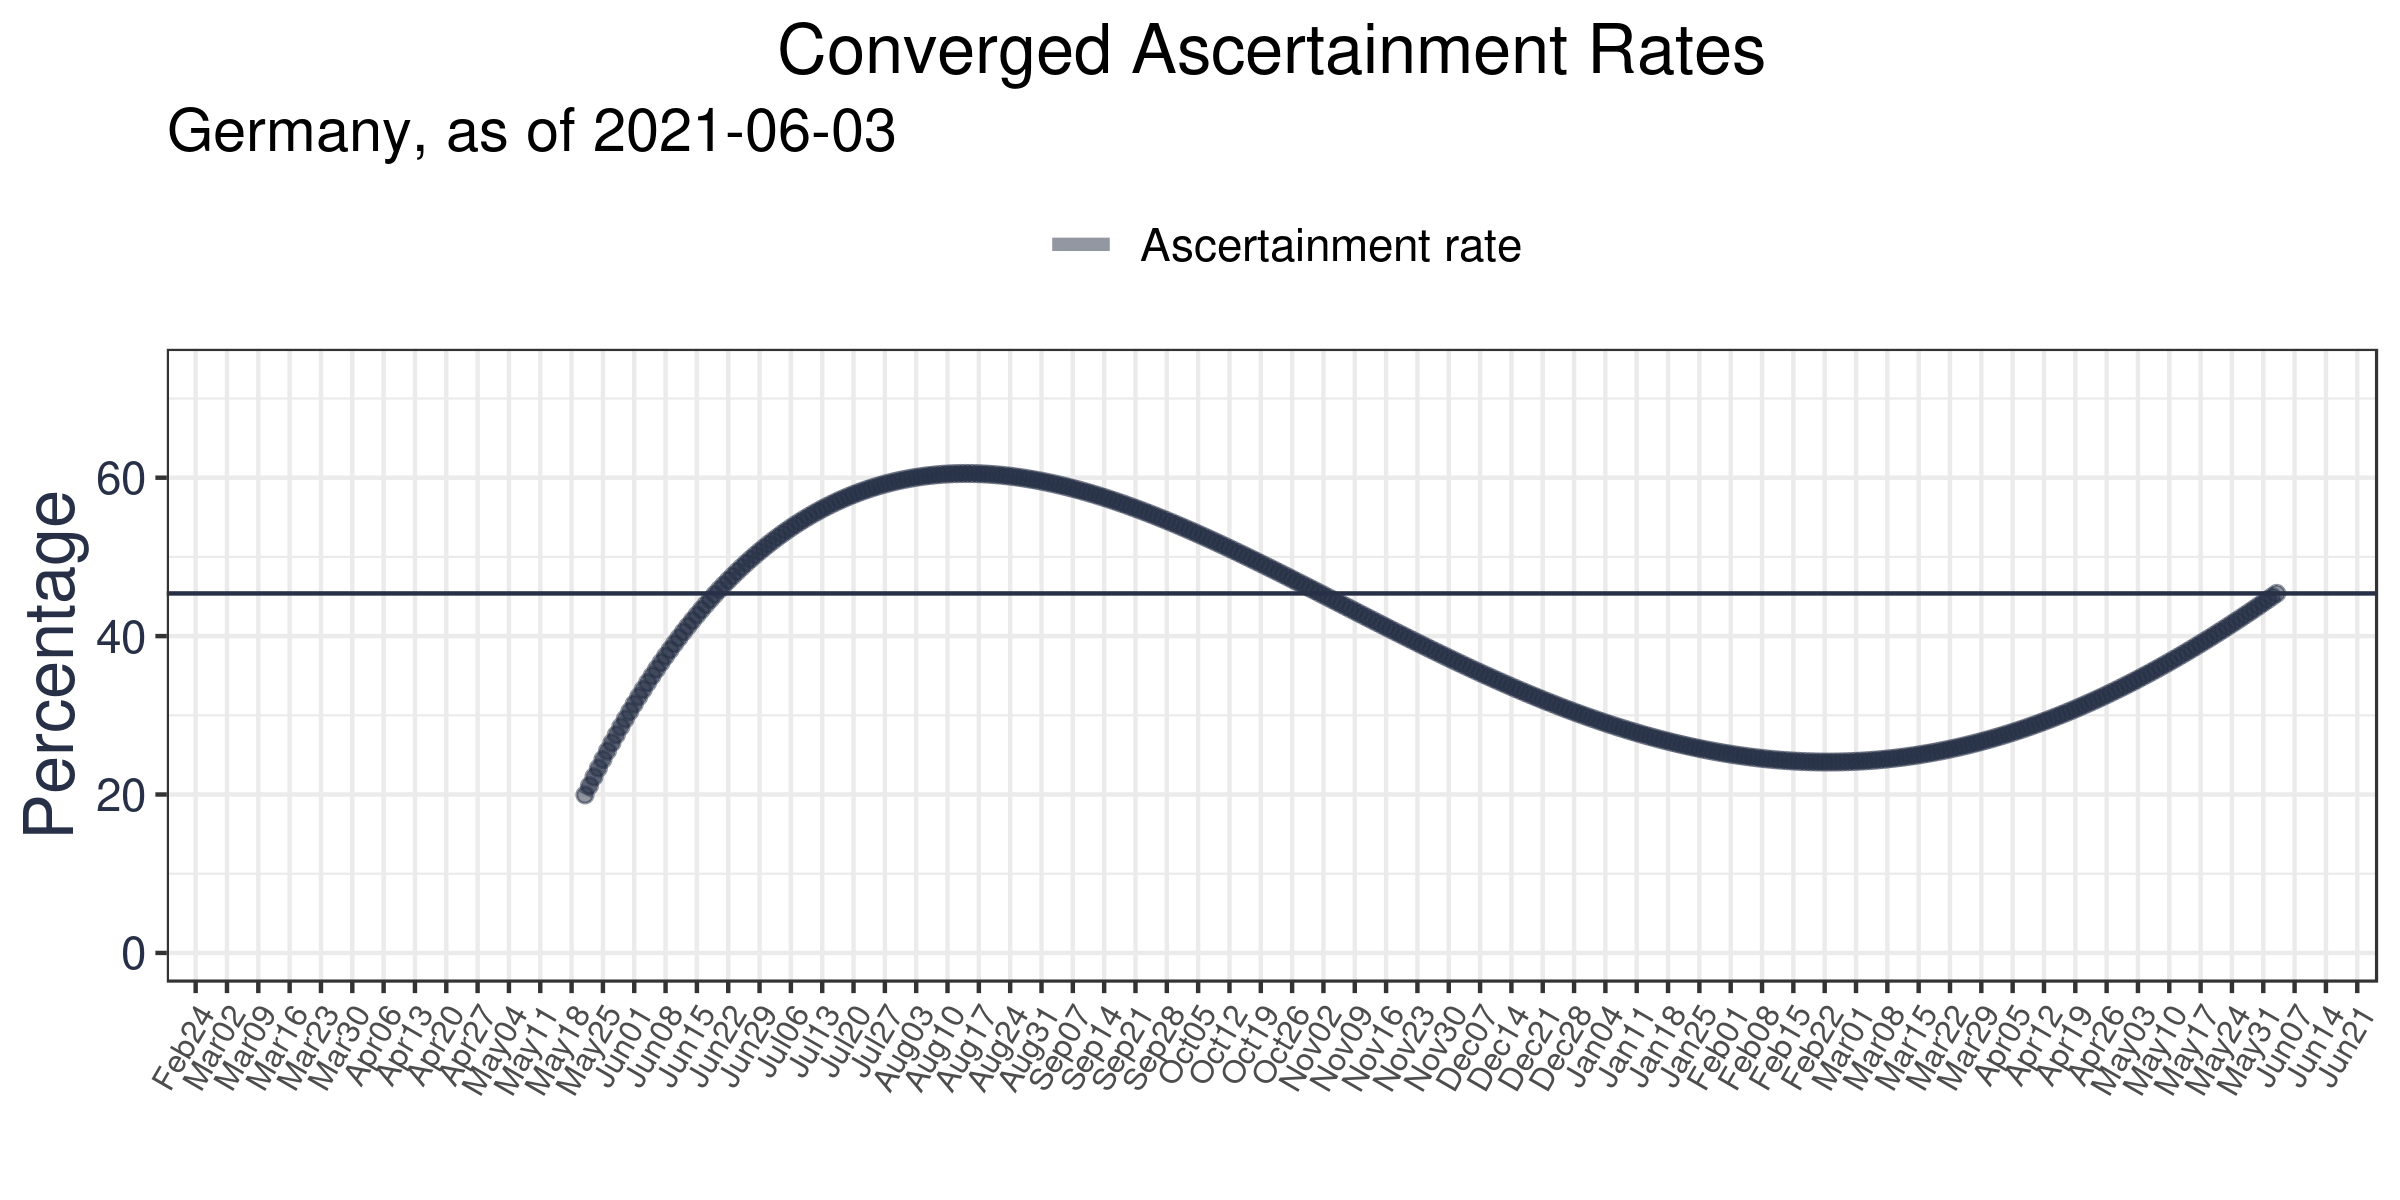 Converged Ascertainment Rates
Germany, as of 2021-06-03
Ascertainment rate
Percentage
60
40
20
0
Feb24 Mar02 Mar09 Mar16 Mar23 Mar30 Apr06 Apr13 Apr20 Apr27 May04 May11 May18 May25 Jun01 Jun08 Jun15 Jun22 Jun29 Jul06 Jul13 Jul20 Jul27 Aug03 Aug10 Aug17 Aug24 Aug31 Sep07 Sep14 Sep21 Sep28 Oct05 Oct12 Oct19 Oct26 Nov02 Nov09 Nov16 Nov23 Nov30 Dec07 Dec14 Dec21 Dec28 Jan04 Jan11 Jan18 Jan25 Feb01 Feb08 Feb15 Feb22 Mar01 Mar08 Mar15 Mar22 Mar29 Apr05 Apr12 Apr19 Apr26 May03 May10 May17 May24 May31 Jun07 Jun14 Jun21